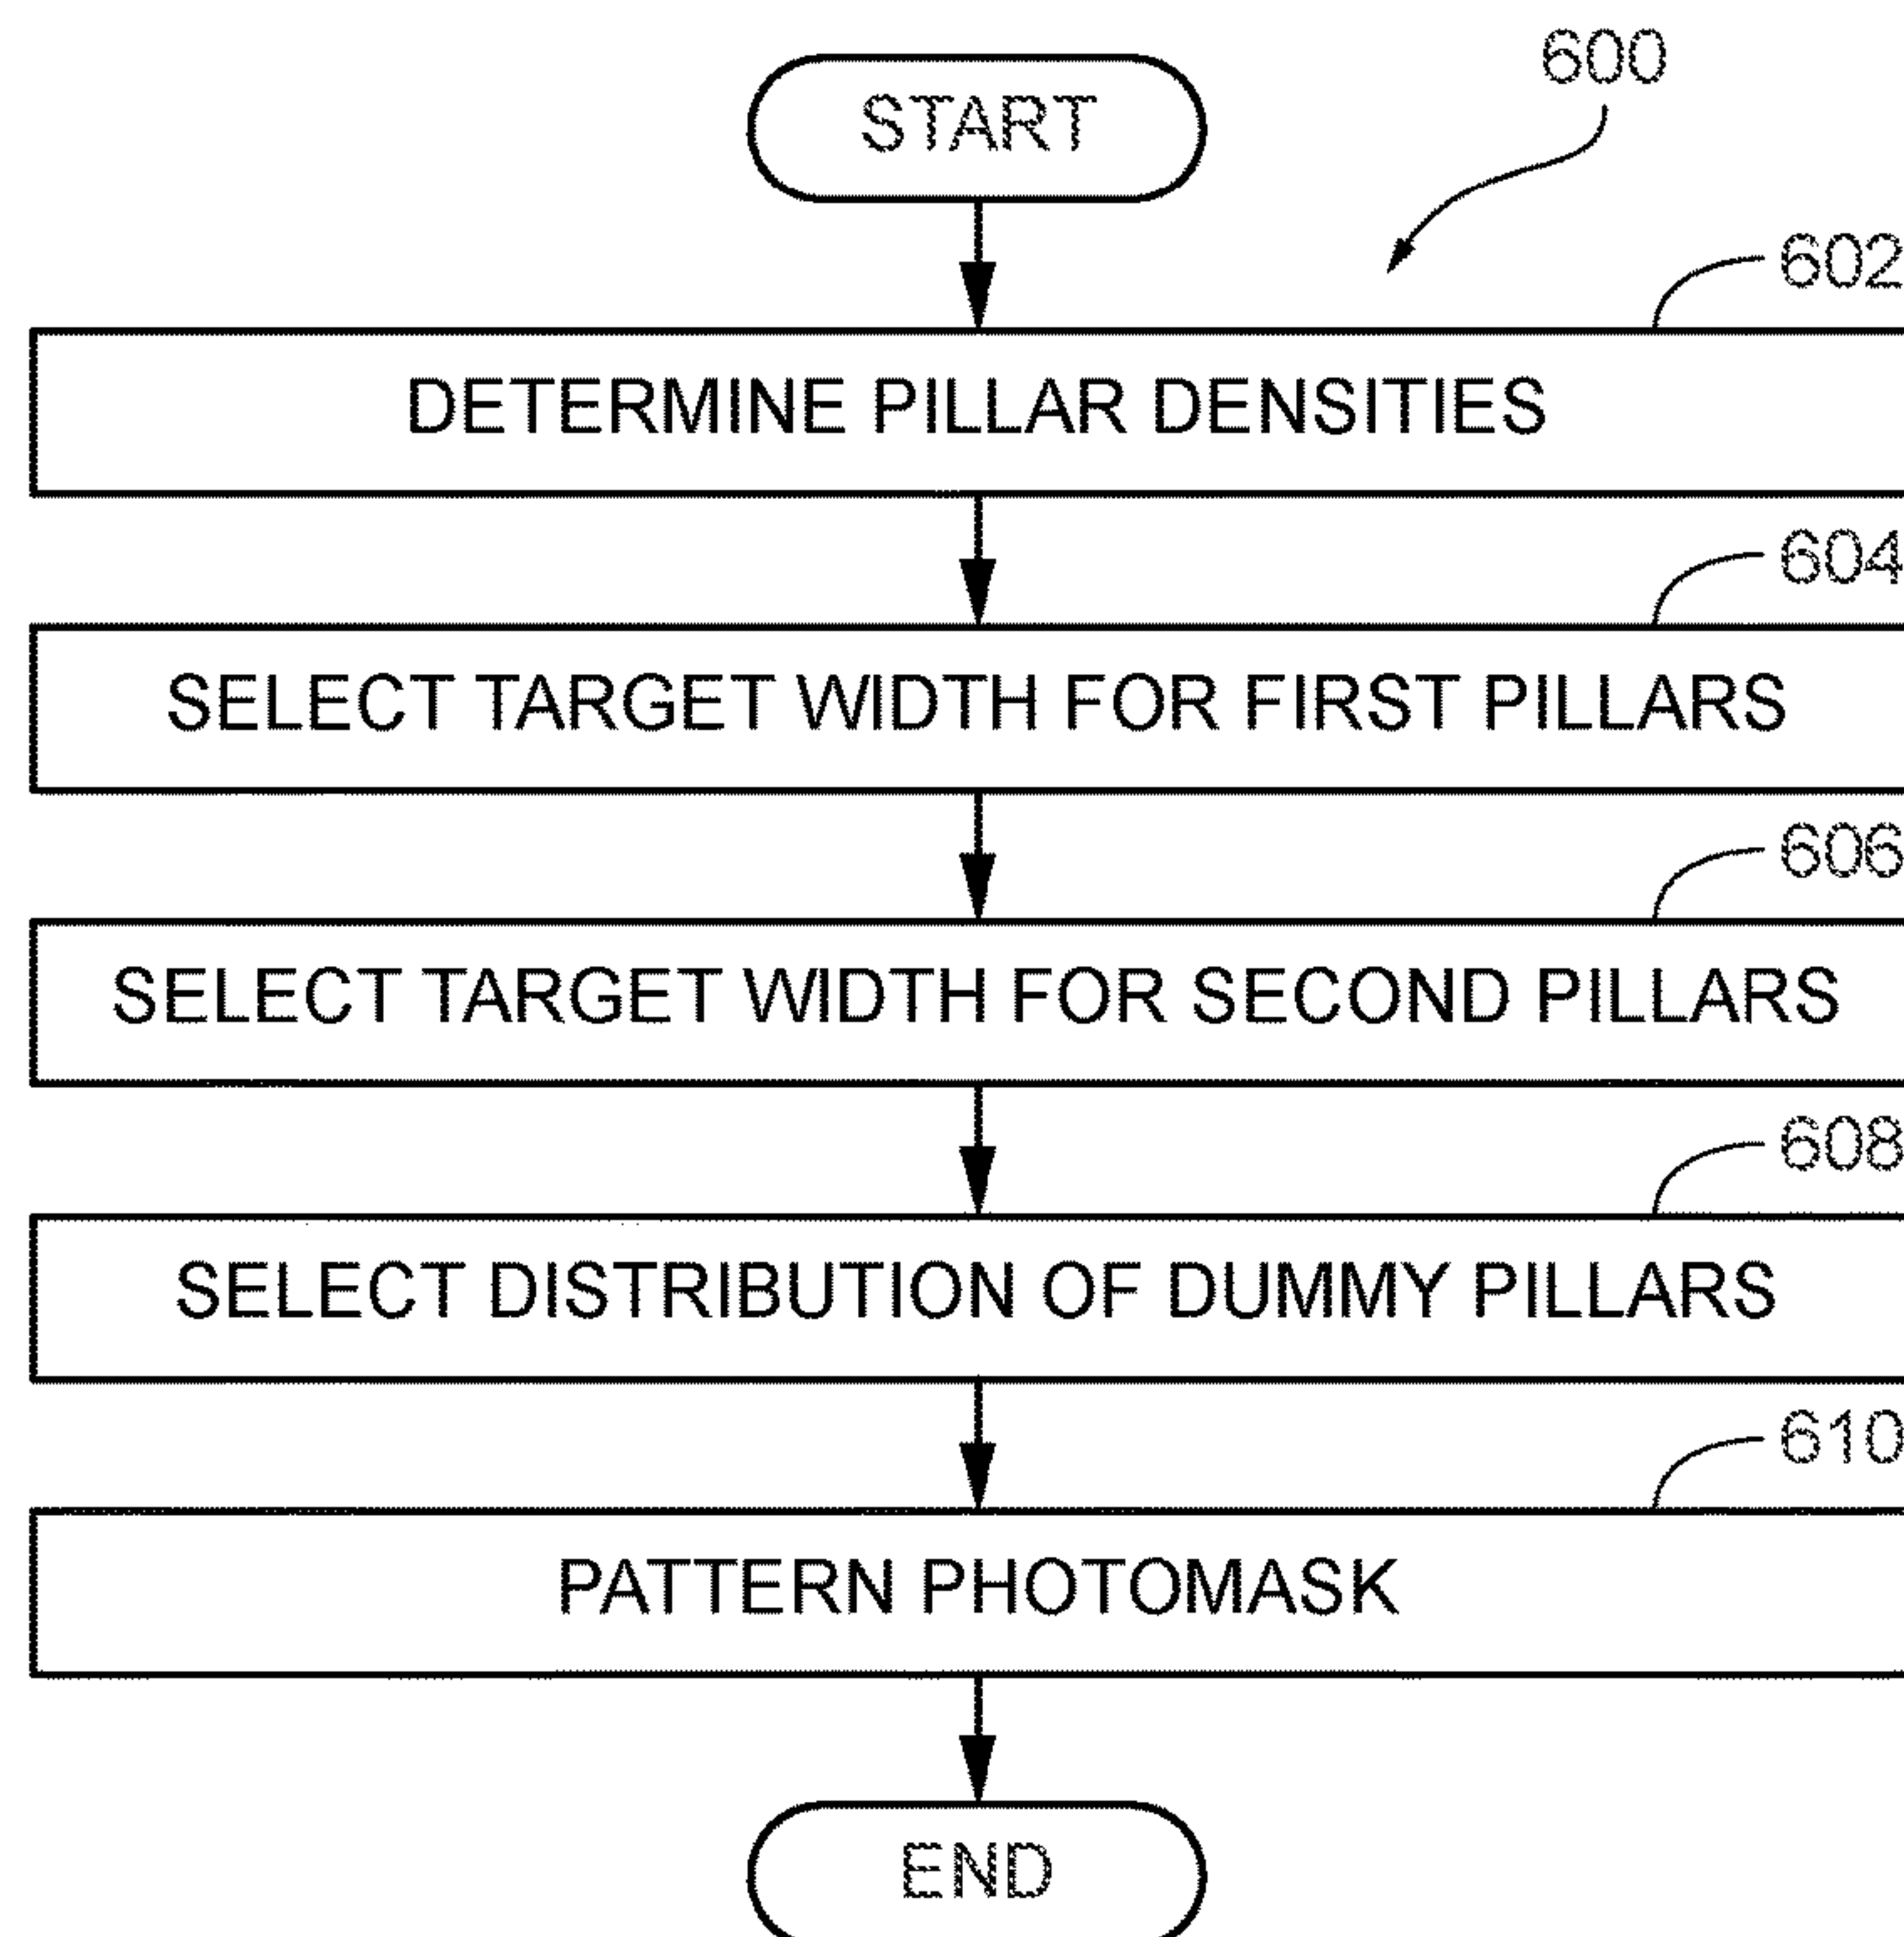 START
600
602
DETERMINE PILLAR DENSITIES
604
SELECT TARGET WIDTH FOR FIRST PILLARS
606
SELECT TARGET WIDTH FOR SECOND PILLARS
608
SELECT DISTRIBUTION OF DUMMY PILLARS
610
PATTERN PHOTOMASK
END